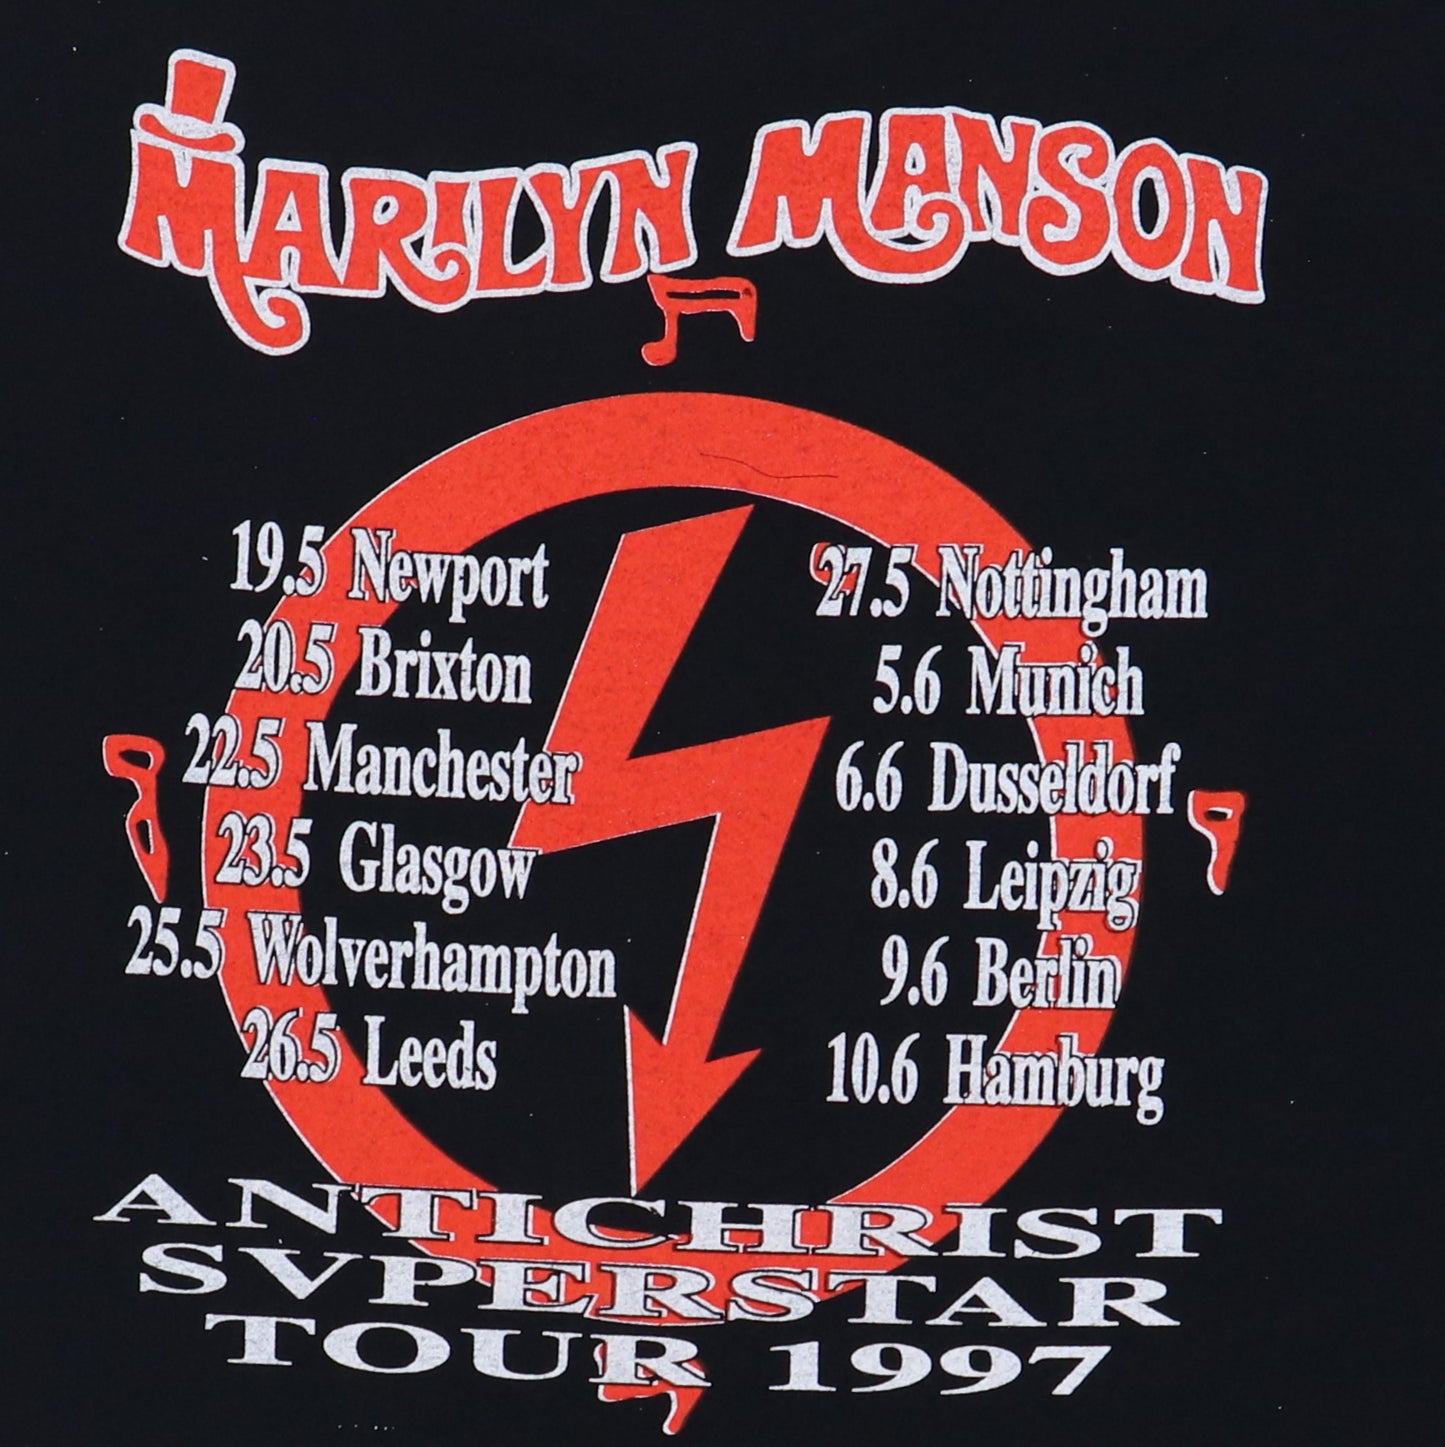 MARILYN MANSON
19.5 Newport
20.5 Brixton
22.5 Manchester
23.5 Glasgow
25.5 Wolverhampton
26.5 Leeds
27.5 Nottingham
5.6 Munich
6.6 Dusseldorf
8.6 Leipzig
9.6 Berlin
10.6 Hamburg
ANTICHRIST
SVPERSTAR
TOUR 1997